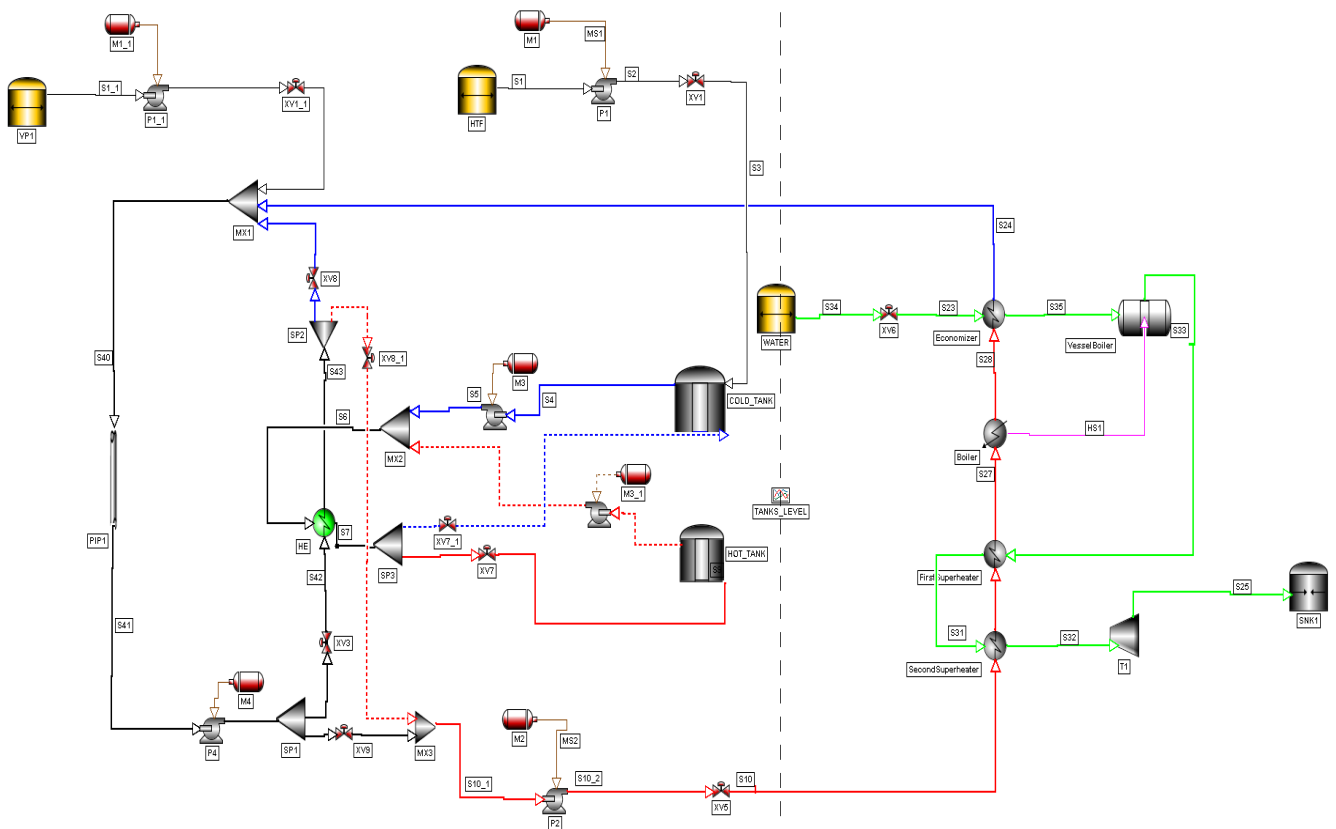 M1_1
M1
MS1
S1_1
S1
S2
XV1_1
XV1
P1_1
P1
VP1
HTF
S3
MX1
S24
XV8
S34
S23
S35
S33
XV6
WATER
Economizer
VesselBoiler
SP2
S28
S40
XV8_1
S43
M3
S5
S4
COLD_TANK
S6
MX2
HS1
Boiler
S27
M3_1
TANKS_LEVEL
PIP1
HE
S7
XV7_1
SP3
XV7
HOT_TANK
S9
S42
FirstSuperheater
S25
SNK1
S41
XV3
S31
S32
SecondSuperheater
T1
M4
P4
SP1
XV9
MX3
M2
MS2
S10_1
S10_2
S10
P2
XV5